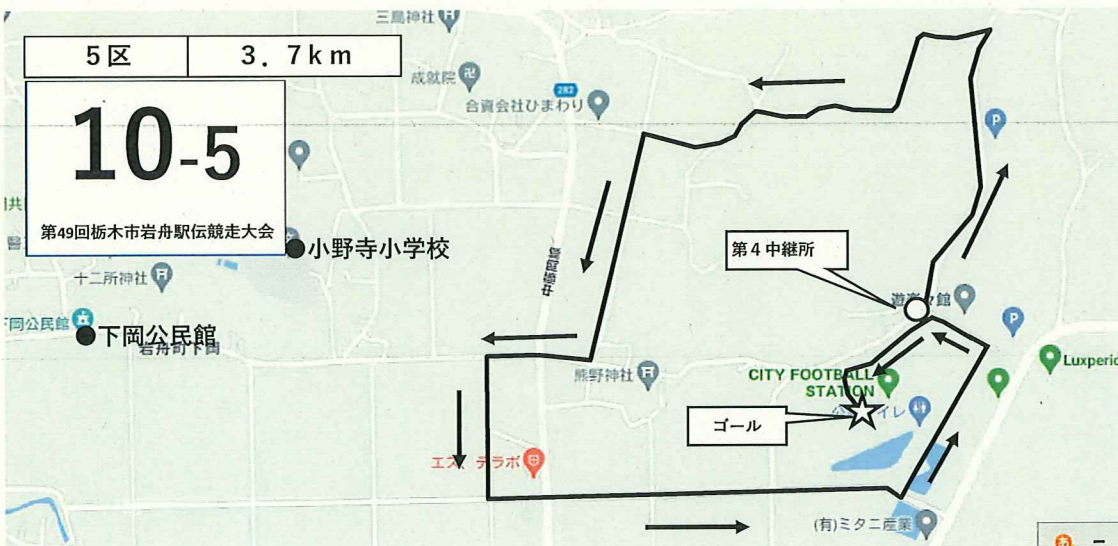 三鳥神社
5区
3.7km
成就院
282
合資会社ひまわり
10-5
第49回栃木市岩舟駅伝競走大会
小野寺小学校
十二所神社
第4中継所
P
P
下岡公民館
岩舟町下岡
熊野神社
CITY FOOTBALL
STATION
ゴール
(有)ミタニ産業
あ